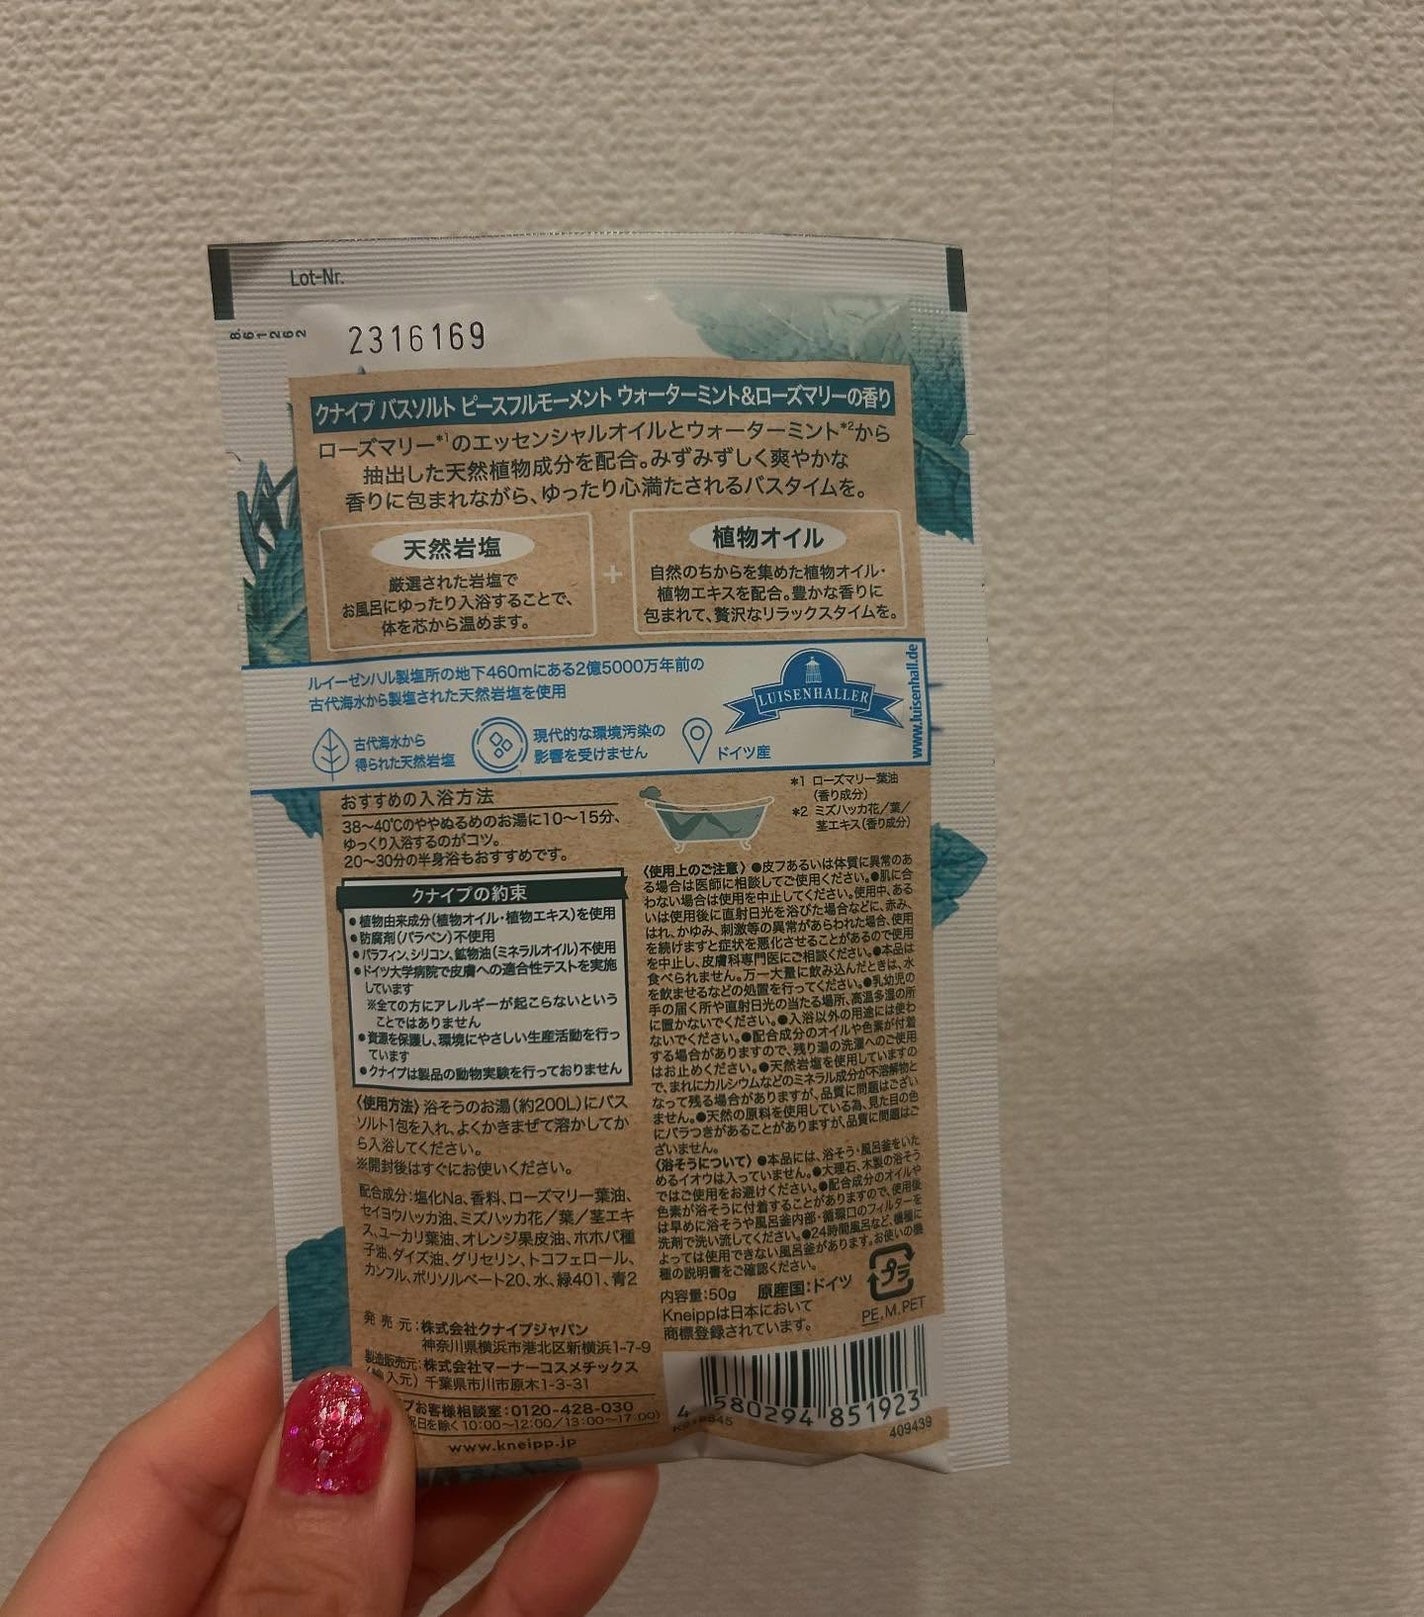 Lot-Nr.
2316169
861262
クナイプ バスソルト ピースフルモーメント ウォーターミント&ローズマリーの香り
ローズマリー*1のエッセンシャルオイルとウォーターミント*2から
抽出した天然植物成分を配合。みずみずしく爽やかな
香りに包まれながら、ゆったり心満たされるバスタイムを。
天然岩塩
厳選された岩塩で
お風呂にゆったり入浴することで、
体を芯から温めます。
+
植物オイル
自然のちからを集めた植物オイル・
植物エキスを配合。豊かな香りに
包まれて、贅沢なリラックスタイムを。
ルイーゼンハル製塩所の地下460mにある2億5000万年前の
古代海水から製塩された天然岩塩を使用
LUISENHALLER
www.luisenhall.de
古代海水から
得られた天然岩塩
現代的な環境汚染の
影響を受けません
ドイツ産
*1 ローズマリー葉油
(香り成分)
*2 ミズハッカ花/葉/
茎エキス(香り成分)
おすすめの入浴方法
38〜40℃のややぬるめのお湯に10〜15分、
ゆっくり入浴するのがコツ。
20〜30分の半身浴もおすすめです。
クナイプの約束
●植物由来成分(植物オイル・植物エキス)を使用
●防腐剤(パラベン)不使用
●パラフィン、シリコン、鉱物油(ミネラルオイル)不使用
●ドイツ大学病院で皮膚への適合性テストを実施
しています
※全ての方にアレルギーが起こらないという
ことではありません
●資源を保護し、環境にやさしい生産活動を行っ
ています
●クナイプは製品の動物実験を行っておりません
〈使用方法〉浴そうのお湯(約200L)にバス
ソルト1包を入れ、よくかきまぜて溶かしてか
ら入浴してください。
※開封後はすぐにお使いください。
配合成分:塩化Na、香料、ローズマリー葉油、
セイヨウハッカ油、ミズハッカ花/葉/茎エキ
ス、ユーカリ葉油、オレンジ果皮油、ホホバ種
子油、ダイズ油、グリセリン、トコフェロール、
カンフル、ポリソルベート20、水、緑401、青2
発売元:株式会社クナイプジャパン
神奈川県横浜市港北区新横浜1-7-9
製造販売元:株式会社マーナーコスメチックス
輸入元)千葉県市川市原木1-3-31
プお客様相談室:0120-428-030
祝日を除く10:00〜12:00/13:00〜17:00)
www.kneipp.jp
〈使用上のご注意〉●皮フあるいは体質に異常のあ
る場合は医師に相談してご使用ください。●肌に合
わない場合は使用を中止してください。使用中、ある
いは使用後に直射日光を浴びた場合などに、赤み、
はれ、かゆみ、刺激等の異常があらわれた場合、使用
を続けますと症状を悪化させることがあるので使用
を中止し、皮膚科専門医にご相談ください。●本品は
食べられません。万一大量に飲み込んだときは、水
を飲ませるなどの処置を行ってください。●乳幼児の
手の届く所や直射日光の当たる場所、高温多湿の所
に置かないでください。●入浴以外の用途には使わ
ないでください。●配合成分のオイルや色素が付着
する場合がありますので、残り湯の洗濯へのご使用
はお止めください。●天然岩塩を使用していますの
で、まれにカルシウムなどのミネラル成分が不溶解物と
なって残る場合がありますが、品質に問題はござい
ません。●天然の原料を使用している為、見た目の色
にバラつきがあることがありますが、品質に問題はご
ざいません。
〈浴そうについて〉●本品には、浴そう・風呂釜をいた
めるイオウは入っていません。●大理石、木製の浴そう
ではご使用をお避けください。●配合成分のオイルや
色素が浴そうに付着することがありますので、使用後
は早めに浴そうや風呂釜内部・循環口のフィルターを
洗剤で洗い流してください。●24時間風呂など、機種に
よっては使用できない風呂釜があります。お使いの機
種の説明書をご確認ください。
内容量:50g 原産国:ドイツ
Kneippは日本において
商標登録されています。
プラ
PE,M,PET
4 580294 851923
409439